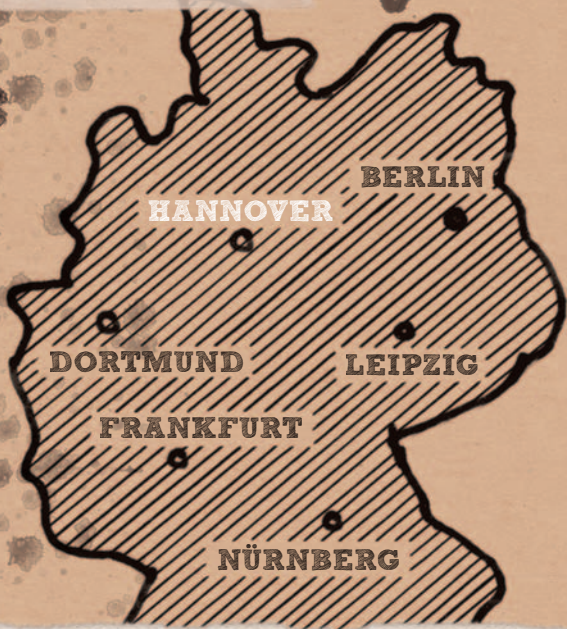 BERLIN
HANNOVER
DORTMUND
LEIPZIG
FRANKFURT
NÜRNBERG